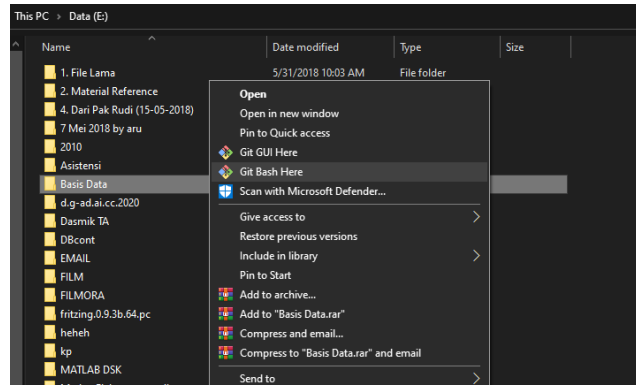 This PC > Data (E:)
Name Date modified Type Size
1. File Lama 5/31/2018 10:03 AM File folder
2. Material Reference
4. Dari Pak Rudi (15-05-2018)
7 Mei 2018 by aru
2010
Asistensi
Basis Data
d.g-ad.ai.cc.2020
Dasmik TA
DBcont
EMAIL
FILM
FILMORA
fritzing.0.9.3b.64.pc
heheh
kp
MATLAB DSK
Open
Open in new window
Pin to Quick access
Git GUI Here
Git Bash Here
Scan with Microsoft Defender...
Give access to
Restore previous versions
Include in library
Pin to Start
Add to archive...
Add to "Basis Data.rar"
Compress and email...
Compress to "Basis Data.rar" and email
Send to